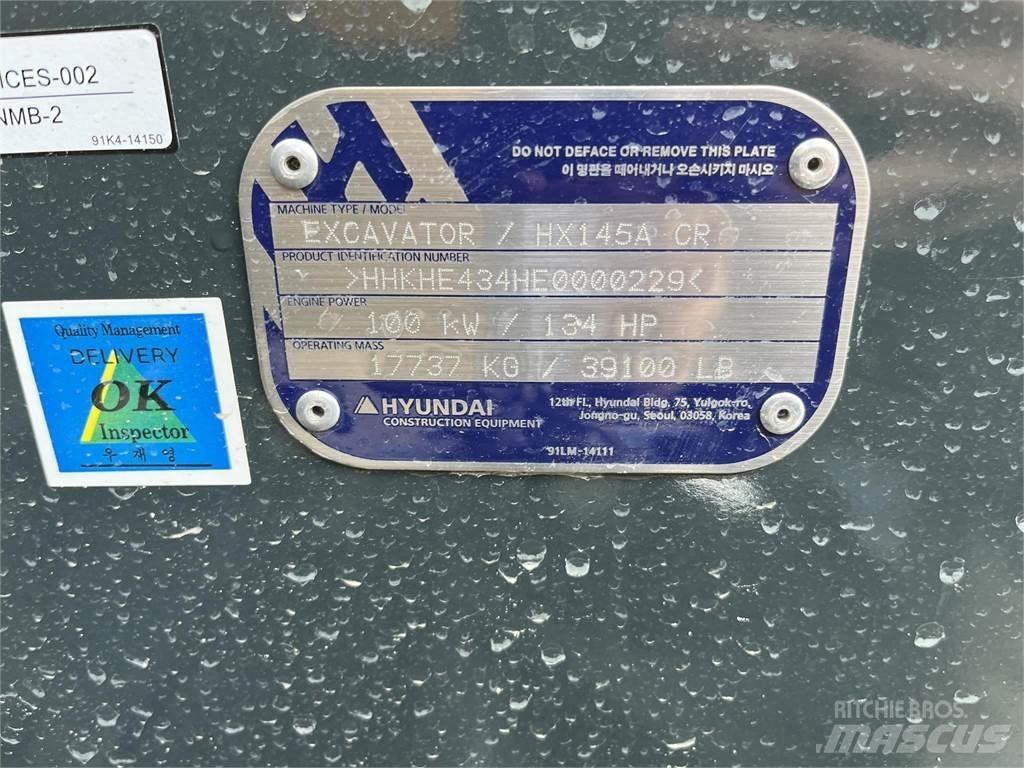 ICES-002
NMB-2
91K4-14150
DO NOT DEFACE OR REMOVE THIS PLATE
이 명판을 떼어내거나 오손시키지 마시오
MACHINE TYPE / MODEL
EXCAVATOR / HX145A CR
PRODUCT IDENTIFICATION NUMBER
>HHKHE434HE0000229<
ENGINE POWER
100 kW / 134 HP
OPERATING MASS
17737 KG / 39100 LB
HYUNDAI
CONSTRUCTION EQUIPMENT
12th Fl., Hyundai Bldg. 75, Yulgok-ro,
Jongno-gu, Seoul, 03058, Korea
91LM-14111
Quality Management
DELIVERY
OK
Inspector
우 재 영
RITCHIE BROS.
MASCUS